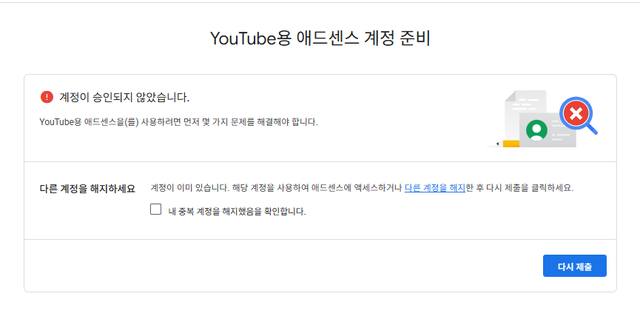 YouTube용 애드센스 계정 준비
계정이 승인되지 않았습니다.
YouTube용 애드센스을(를) 사용하려면 먼저 몇 가지 문제를 해결해야 합니다.
다른 계정을 해지하세요
계정이 이미 있습니다. 해당 계정을 사용하여 애드센스에 액세스하거나 다른 계정을 해지한 후 다시 제출을 클릭하세요.
내 중복 계정을 해지했음을 확인합니다.
다시 제출